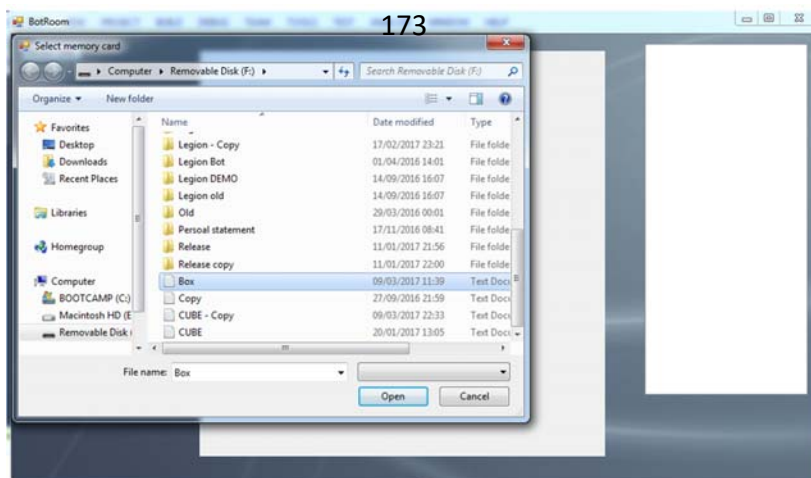 BotRoom
173
Select memory card
Computer ▸ Removable Disk (F:) ▸
Search Removable Disk (F:)
Organize ▾ New folder
Favorites
Desktop
Downloads
Recent Places
Libraries
Homegroup
Computer
BOOTCAMP (C:)
Macintosh HD (E
Removable Disk (
Name Date modified Type
Legion - Copy 17/02/2017 23:21 File folde
Legion Bot 01/04/2016 14:01 File folde
Legion DEMO 14/09/2016 16:07 File folde
Legion old 14/09/2016 16:07 File folde
Old 29/03/2016 00:01 File folde
Persoal statement 17/11/2016 08:41 File folde
Release 11/01/2017 21:56 File folde
Release copy 11/01/2017 22:00 File folde
Box 09/03/2017 11:39 Text Docu
Copy 27/09/2016 21:59 Text Docu
CUBE - Copy 09/03/2017 22:33 Text Docu
CUBE 20/01/2017 13:05 Text Docu
File name: Box
Open Cancel